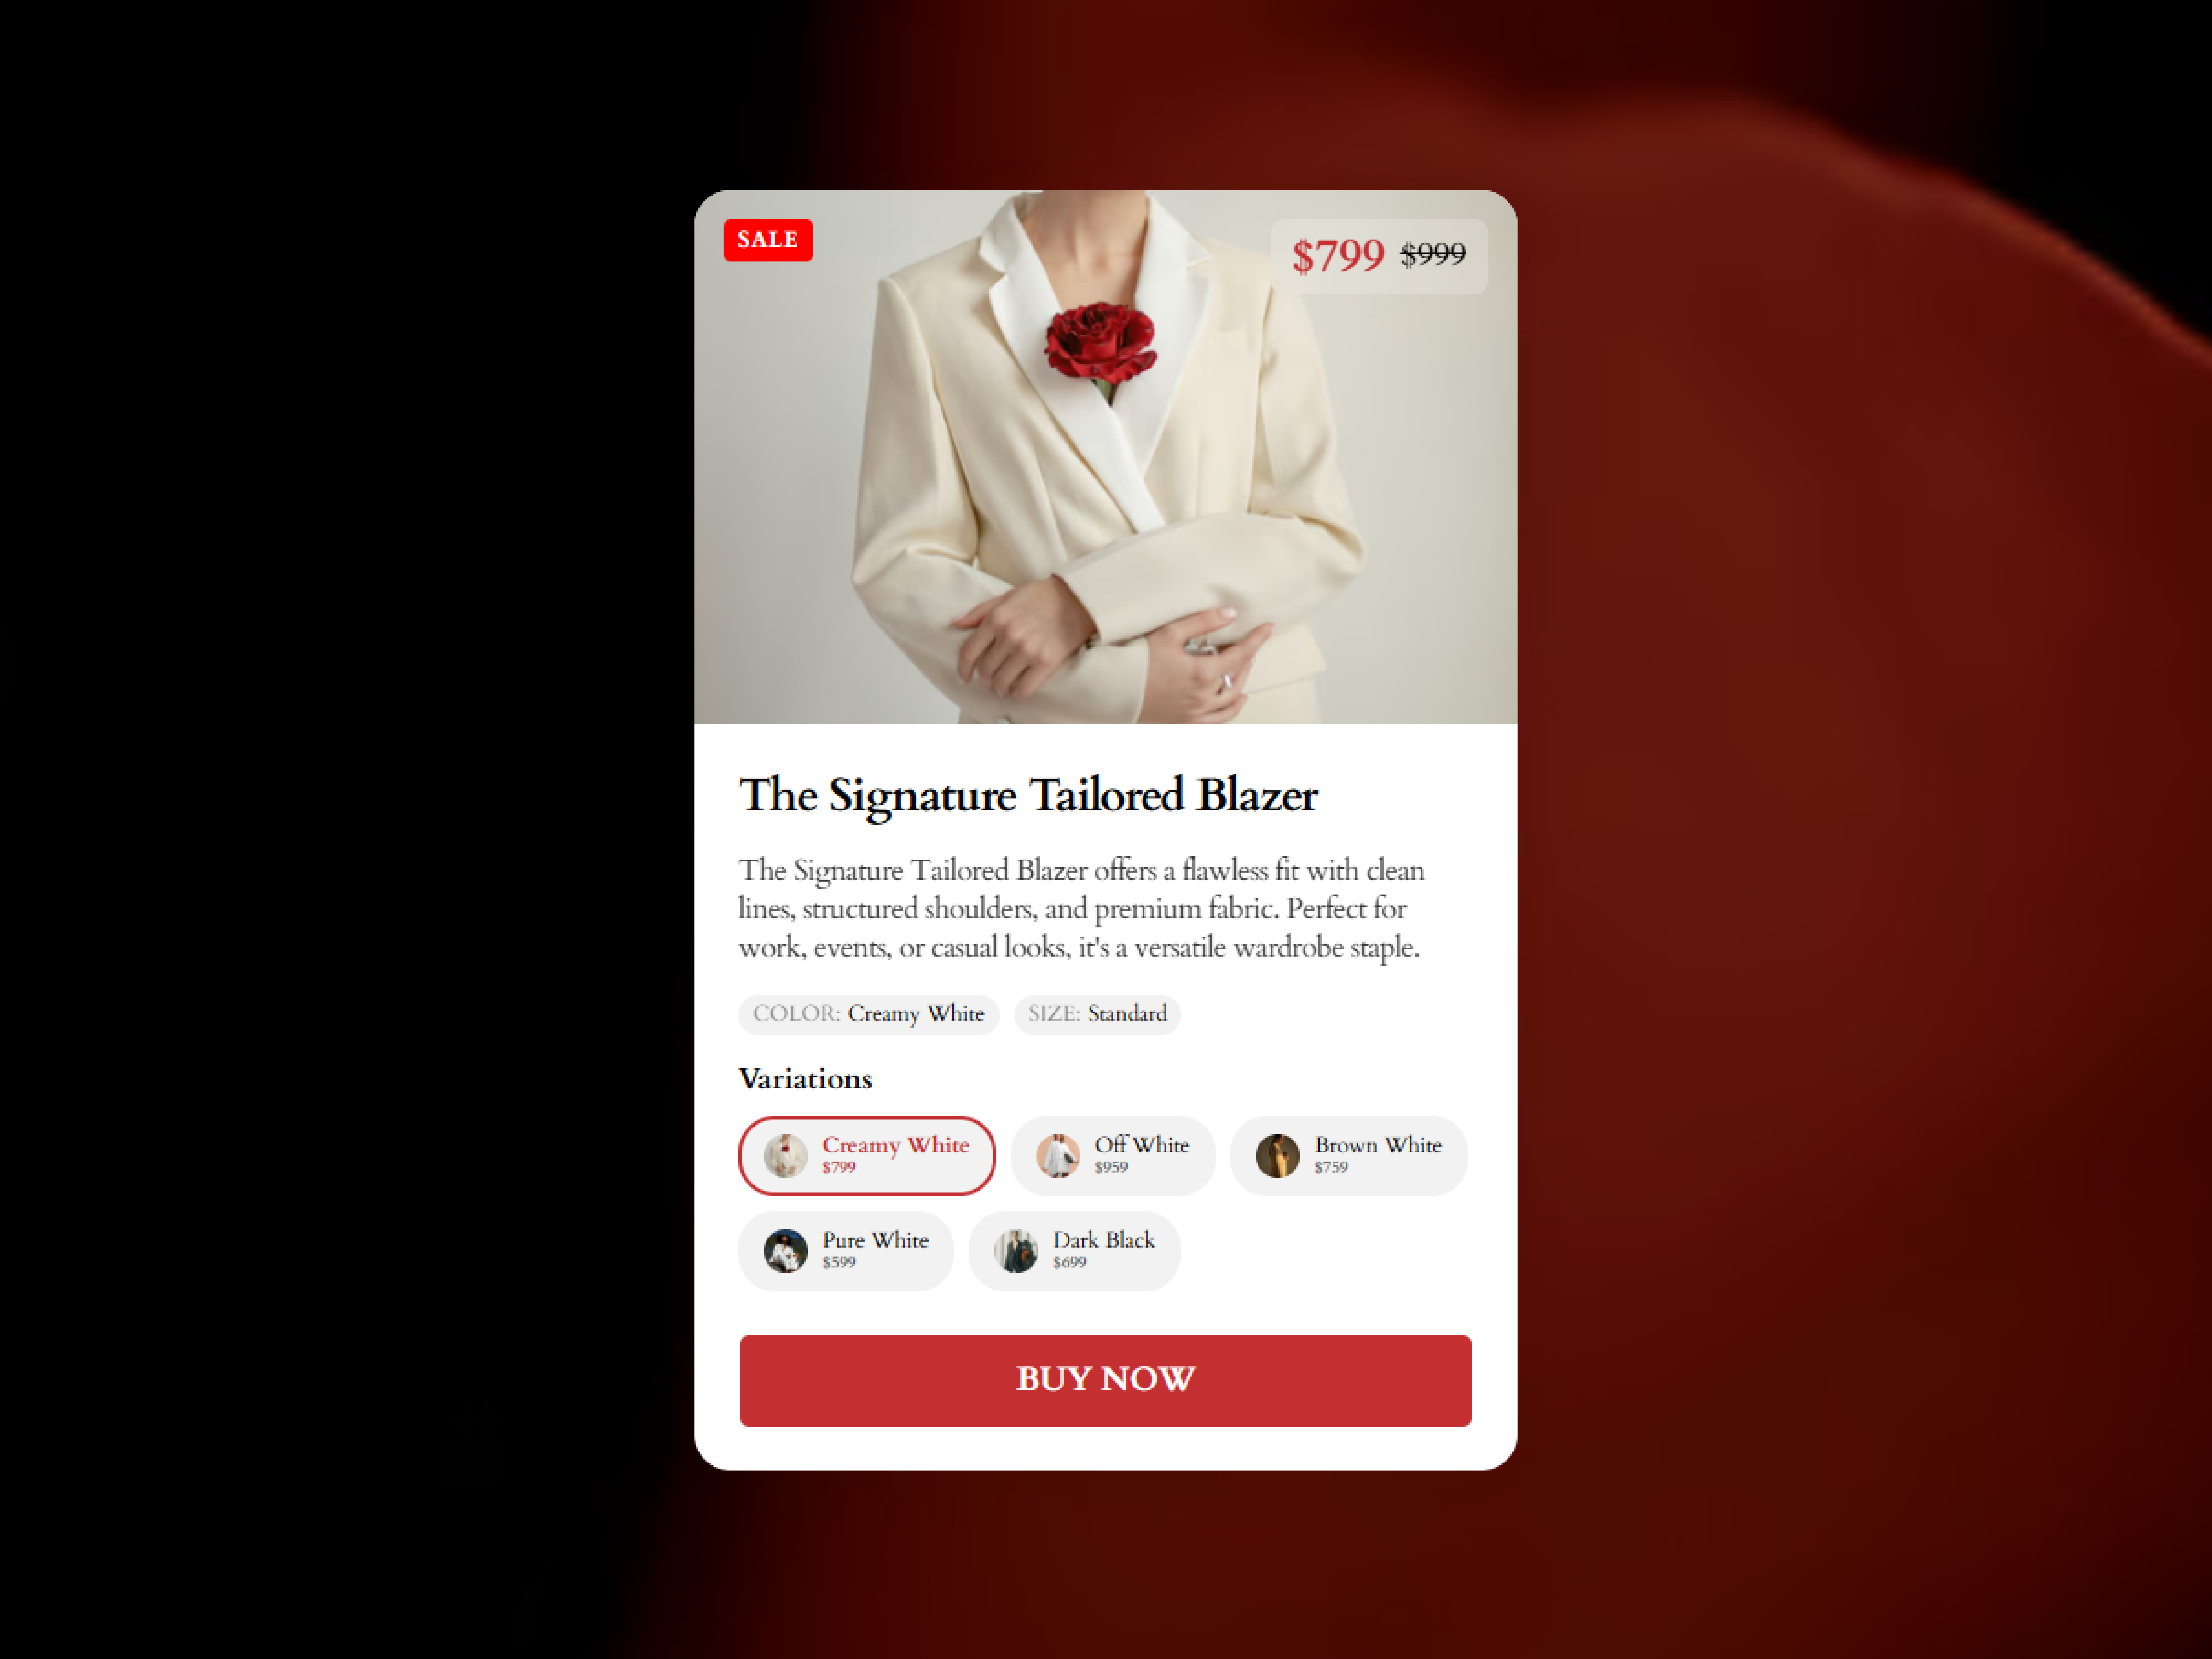 SALE
$799 $999
The Signature Tailored Blazer
The Signature Tailored Blazer offers a flawless fit with clean
lines, structured shoulders, and premium fabric. Perfect for
work, events, or casual looks, it's a versatile wardrobe staple.
COLOR: Creamy White SIZE: Standard
Variations
Creamy White Off White Brown White
$799 $959 $759
Pure White Dark Black
$599 $699
BUY NOW